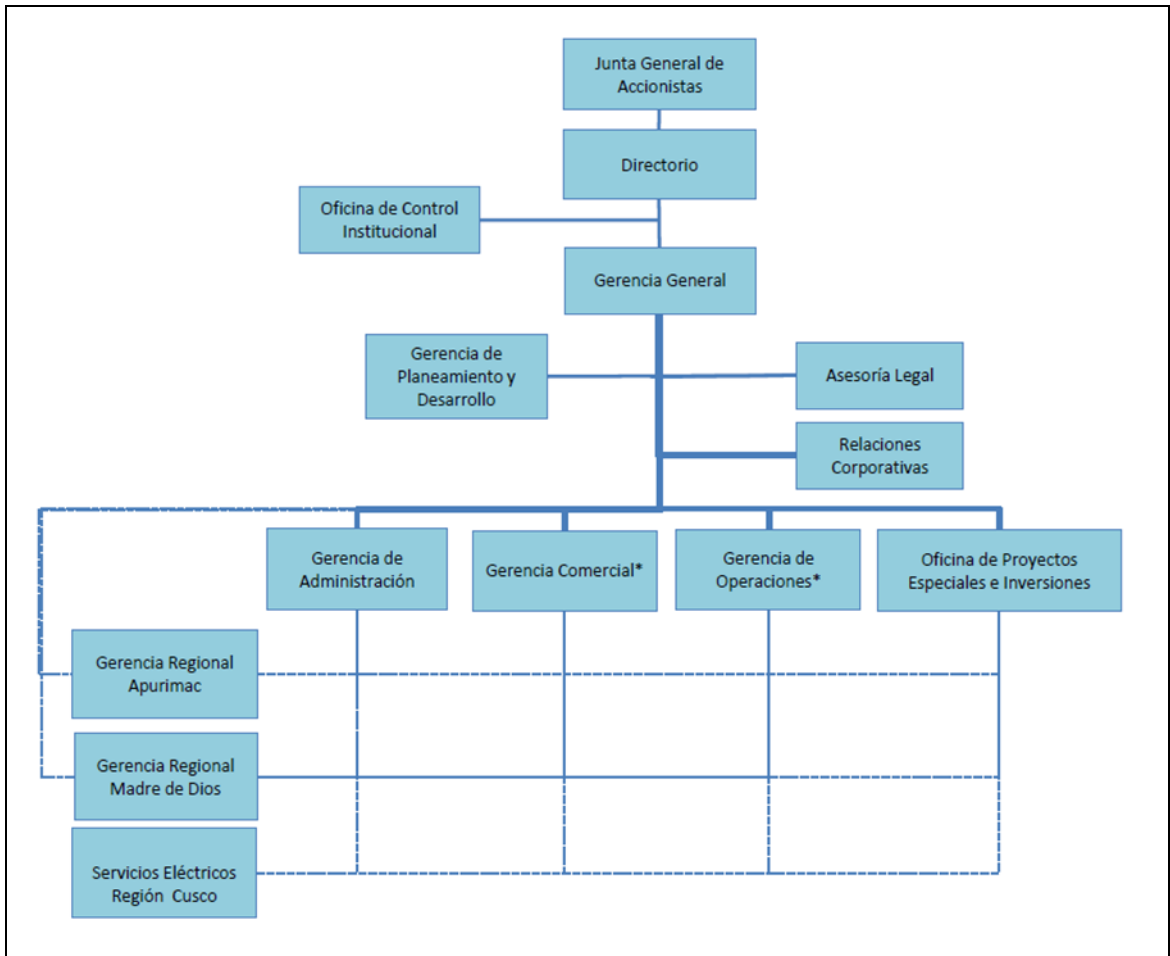 Junta General de
Accionistas
Directorio
Oficina de Control
Institucional
Gerencia General
Gerencia de
Planeamiento y
Desarrollo
Asesoría Legal
Relaciones
Corporativas
Gerencia de
Administración
Gerencia Comercial*
Gerencia de
Operaciones*
Oficina de Proyectos
Especiales e Inversiones
Gerencia Regional
Apurimac
Gerencia Regional
Madre de Dios
Servicios Eléctricos
Región Cusco